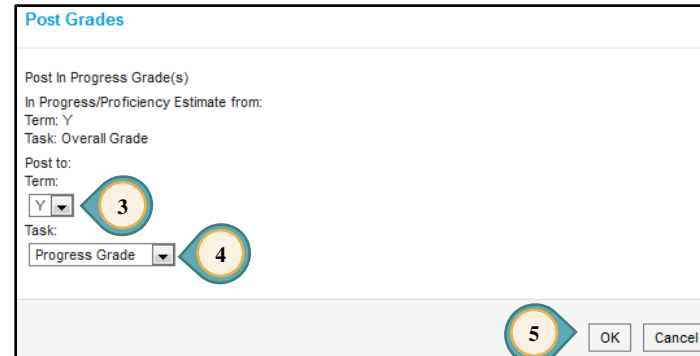 Post Grades
Post In Progress Grade(s)
In Progress/Proficiency Estimate from:
Term: Y
Task: Overall Grade
Post to:
Term:
Y 3
Task:
Progress Grade 4
5 OK Cancel